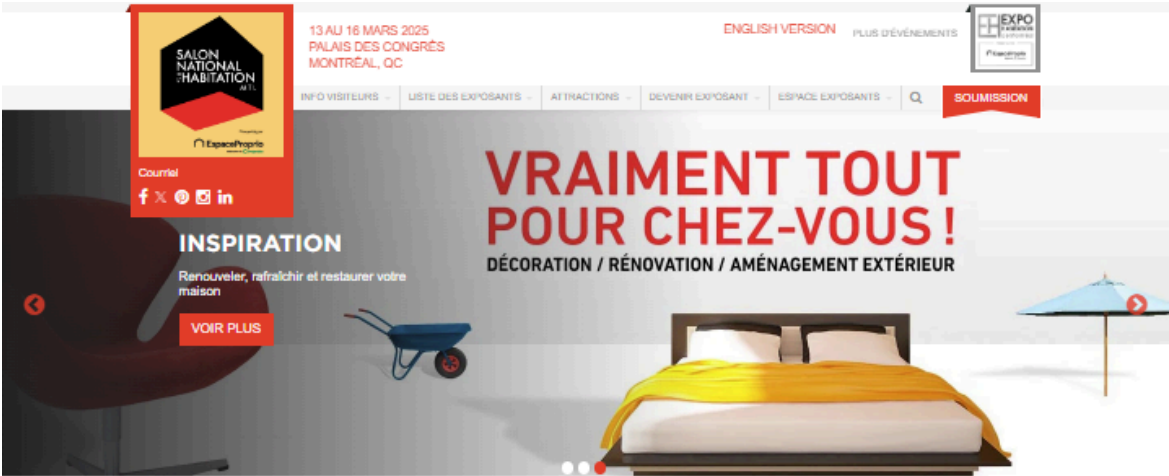 SALON
NATIONAL
DE L'HABITATION
MTL
EspaceProprio
13 AU 16 MARS 2025
PALAIS DES CONGRÈS
MONTRÉAL, QC
ENGLISH VERSION
PLUS D'ÉVÉNEMENTS
EXPO
INFO VISITEURS
LISTE DES EXPOSANTS
ATTRACTIONS
DEVENIR EXPOSANT
ESPACE EXPOSANTS
SOUMISSION
Courriel
VRAIMENT TOUT
POUR CHEZ-VOUS !
DÉCORATION / RÉNOVATION / AMÉNAGEMENT EXTÉRIEUR
INSPIRATION
Renouveler, rafraîchir et restaurer votre
maison
VOIR PLUS